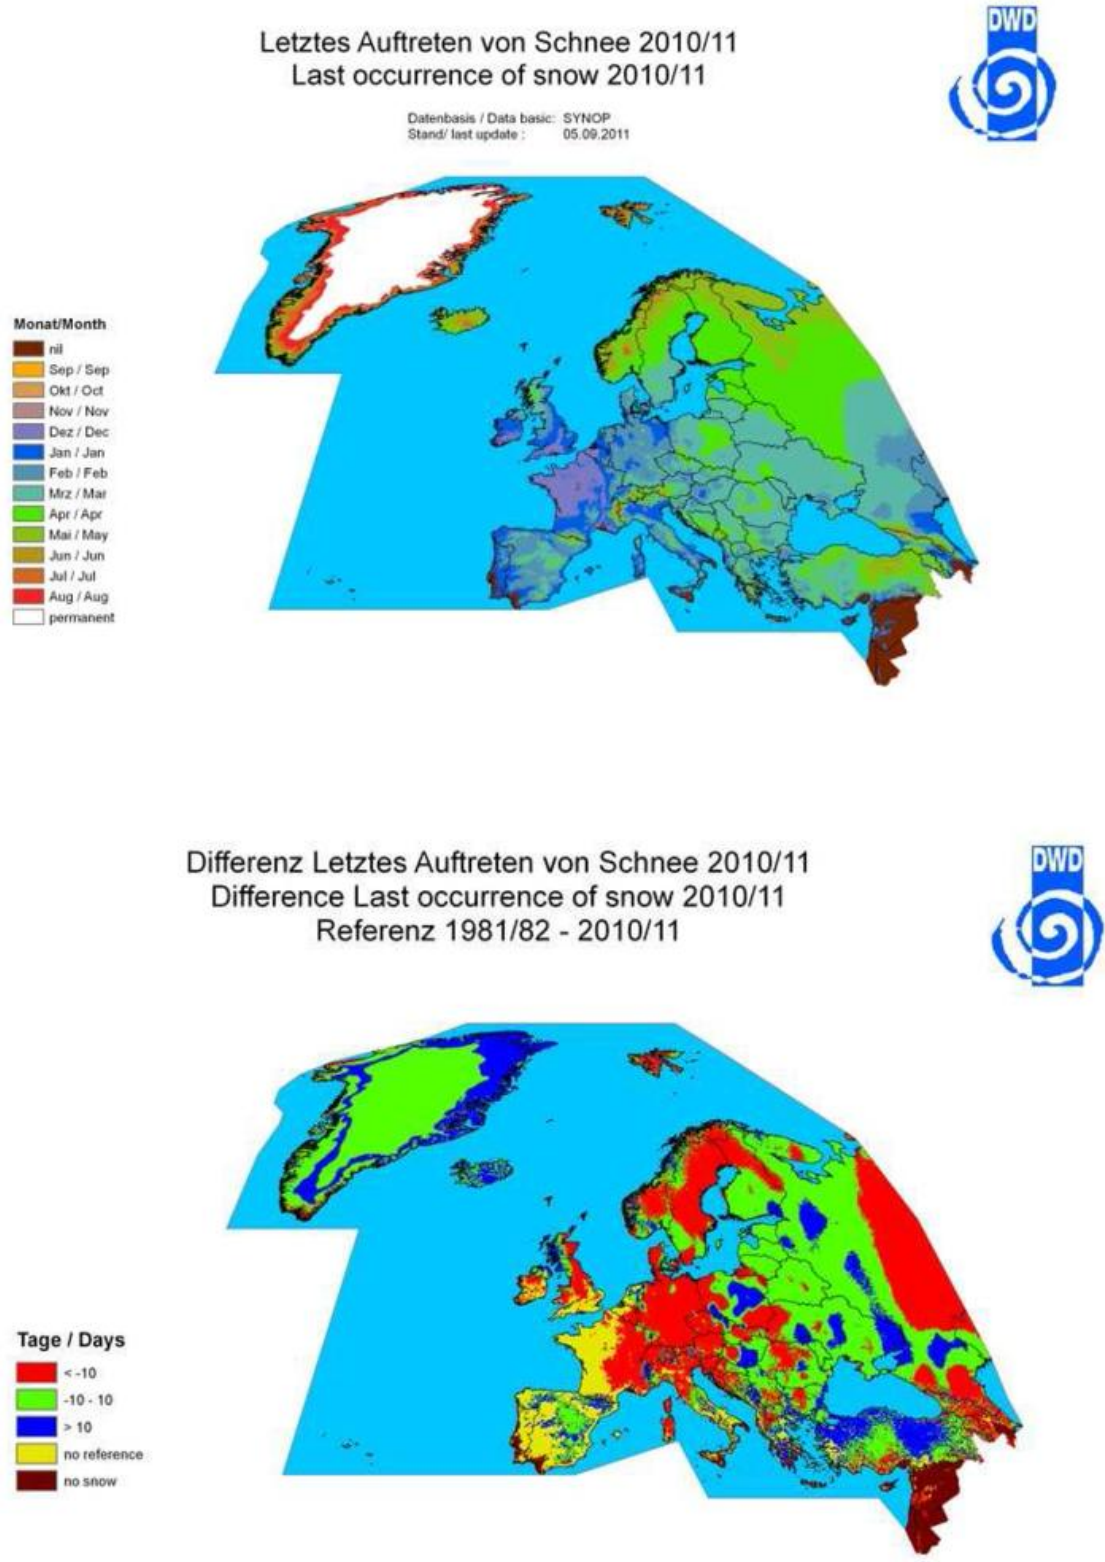 DWD
Letztes Auftreten von Schnee 2010/11
Last occurrence of snow 2010/11
Datenbasis / Data basic: SYNOP
Stand/ last update : 05.09.2011
Monat/Month
nil
Sep / Sep
Okt / Oct
Nov / Nov
Dez / Dec
Jan / Jan
Feb / Feb
Mrz / Mar
Apr / Apr
Mai / May
Jun / Jun
Jul / Jul
Aug / Aug
permanent
DWD
Differenz Letztes Auftreten von Schnee 2010/11
Difference Last occurrence of snow 2010/11
Referenz 1981/82 - 2010/11
Tage / Days
< -10
-10 - 10
> 10
no reference
no snow